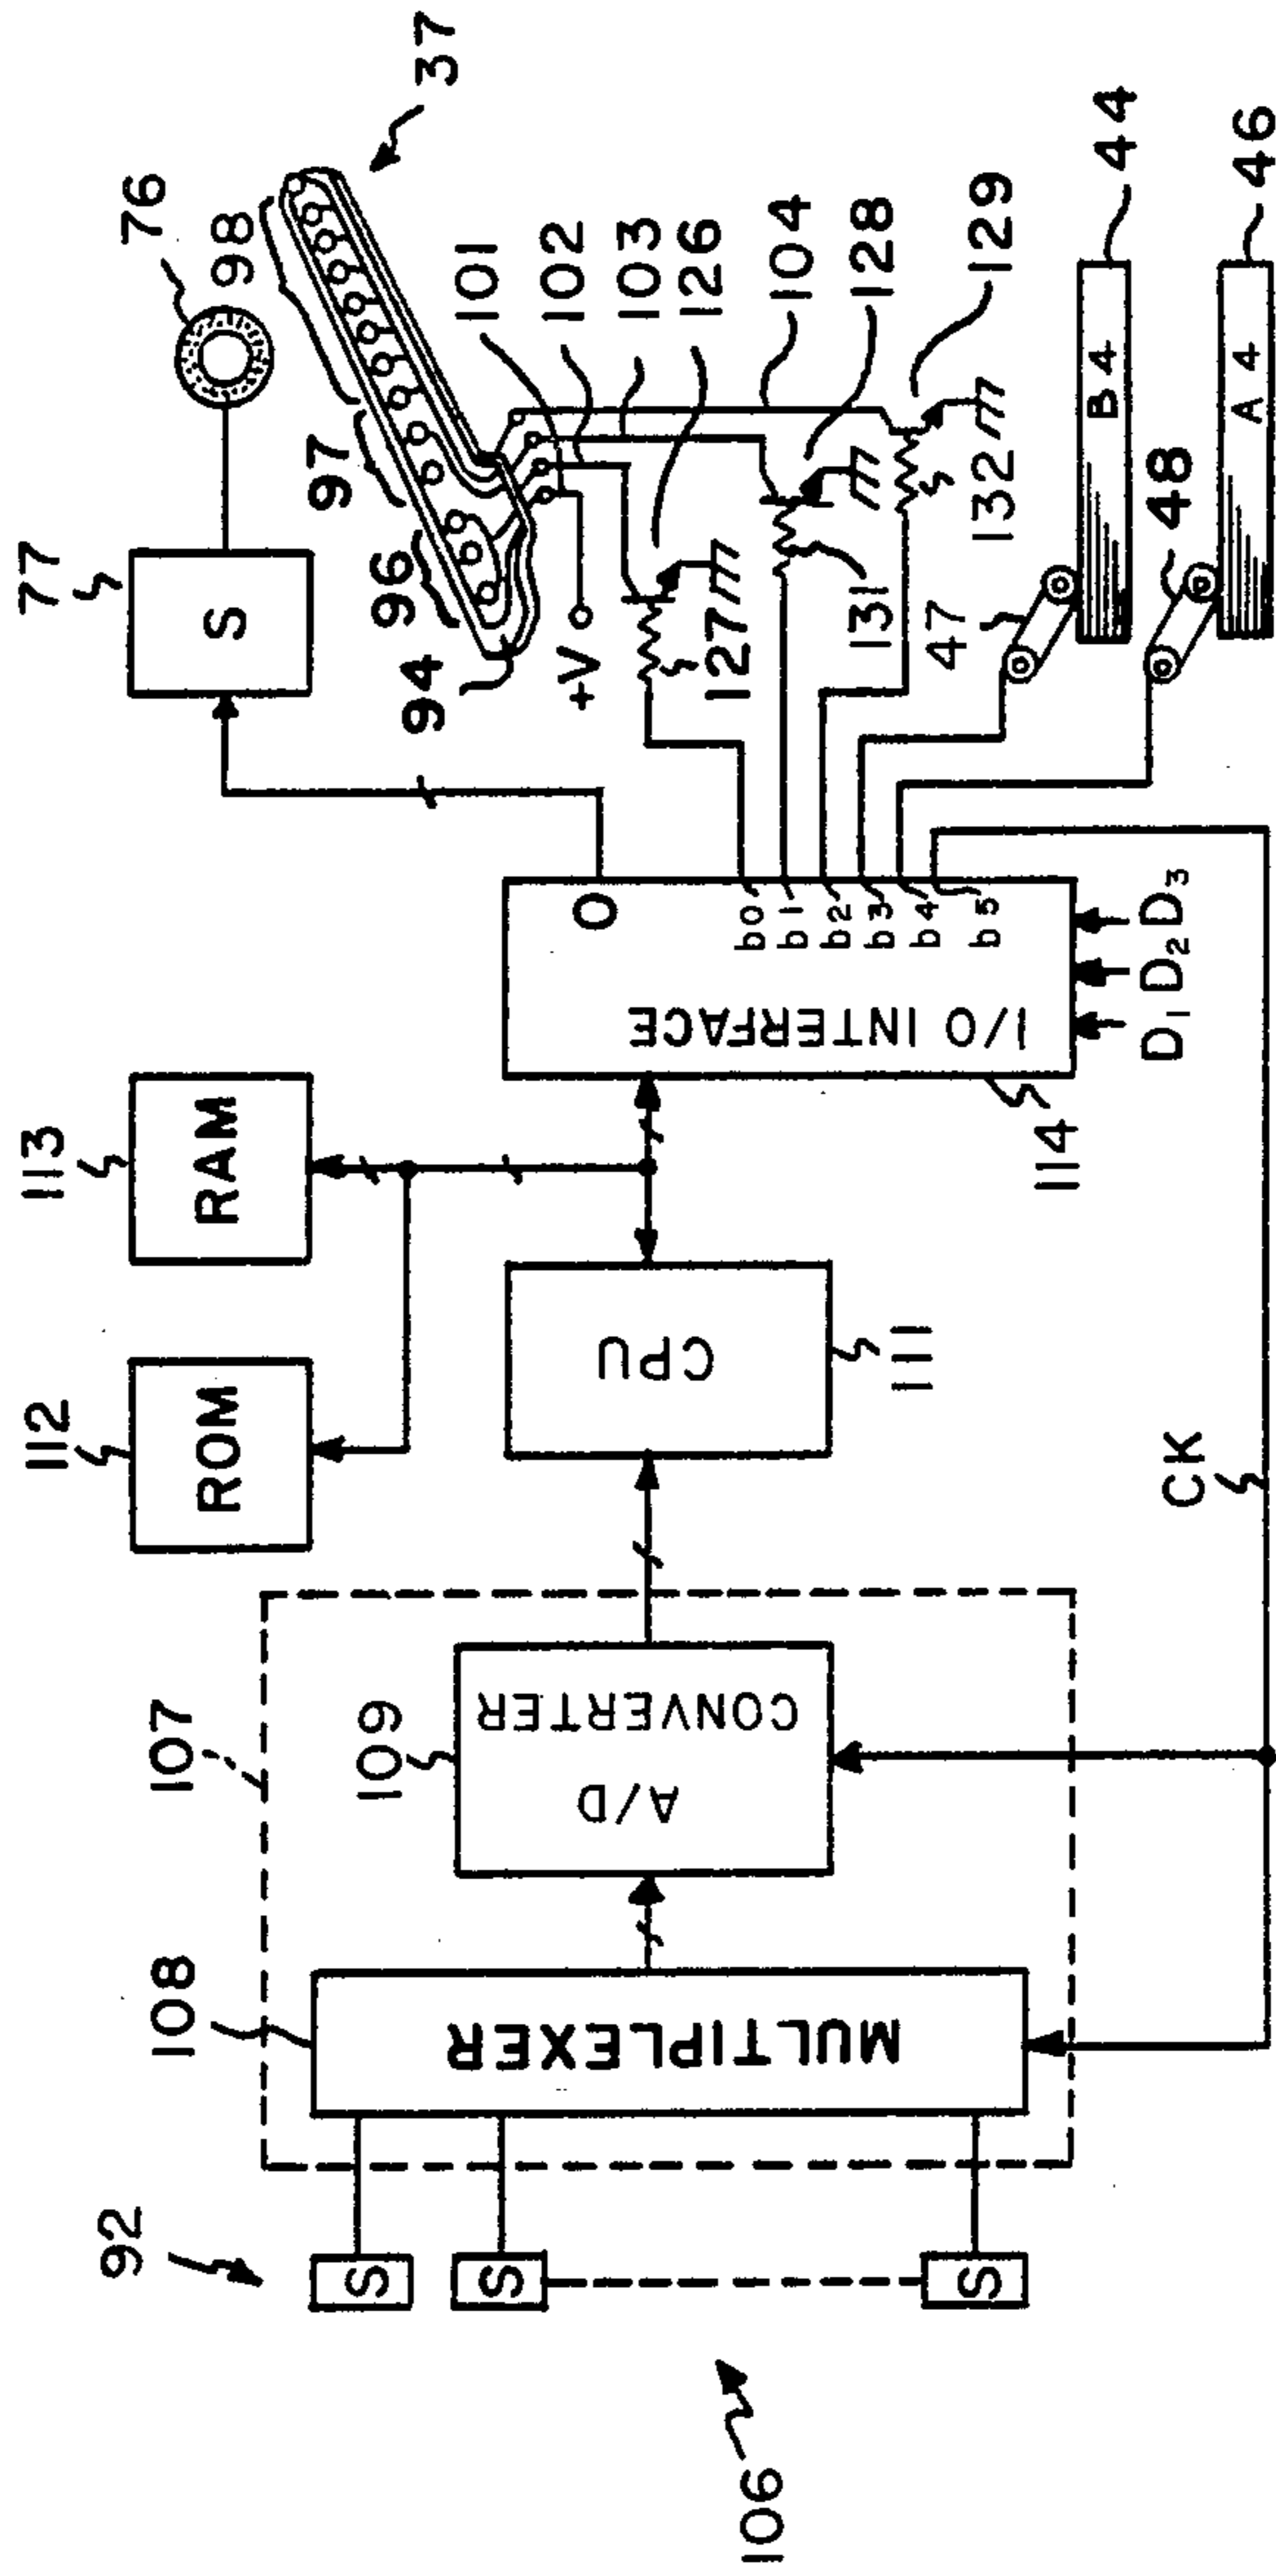 76
98
37
77
S
97
96
94
+V
101
102
103
126
104
128
129
127
131
132
47
48
B4
44
A4
46
113
RAM
112
ROM
O
b0
b1
b2
b3
b4
b5
I/O INTERFACE
D1 D2 D3
114
CPU
111
107
109
A/D
CONVERTER
CK
108
MULTIPLEXER
92
S
S
S
106